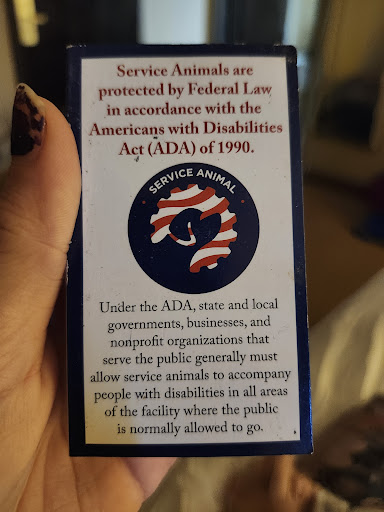 Service Animals are
protected by Federal Law
in accordance with the
Americans with Disabilities
Act (ADA) of 1990.
SERVICE ANIMAL
Under the ADA, state and local
governments, businesses, and
nonprofit organizations that
serve the public generally must
allow service animals to accompany
people with disabilities in all areas
of the facility where the public
is normally allowed to go.